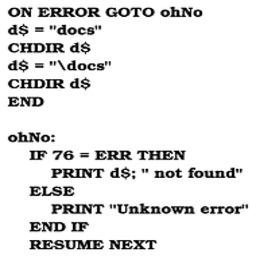 ON ERROR GOTO ohNo
d$ = "docs"
CHDIR d$
d$ = "\docs"
CHDIR d$
END

ohNo:
IF 76 = ERR THEN
PRINT d$; " not found"
ELSE
PRINT "Unknown error"
END IF
RESUME NEXT